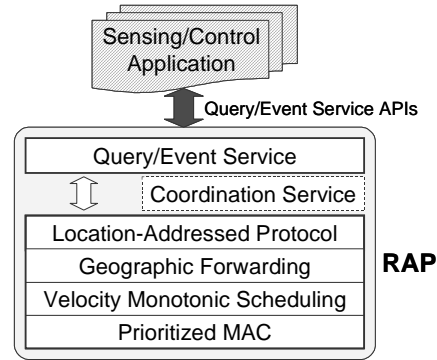 Sensing/Control
Application
Query/Event Service APIs
Query/Event Service
Coordination Service
Location-Addressed Protocol
Geographic Forwarding
Velocity Monotonic Scheduling
Prioritized MAC
RAP